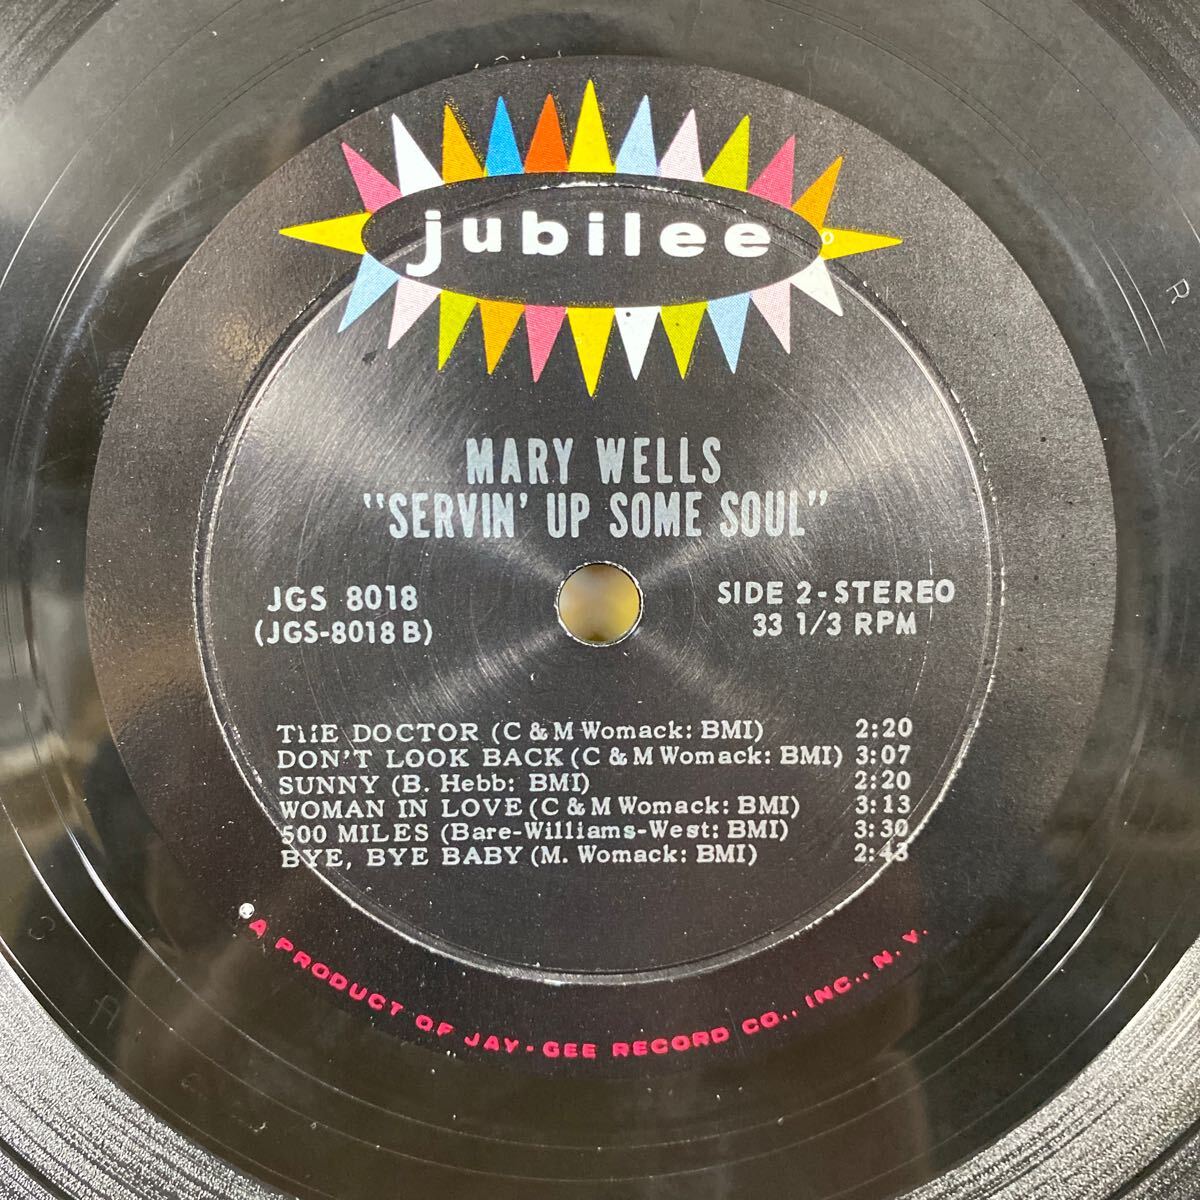 jubilee
MARY WELLS
"SERVIN' UP SOME SOUL"
JGS 8018
(JGS-8018 B)
SIDE 2 - STEREO
33 1/3 RPM
THE DOCTOR (C & M Womack: BMI) 2:20
DON'T LOOK BACK (C & M Womack: BMI) 3:07
SUNNY (B. Hebb: BMI) 2:20
WOMAN IN LOVE (C & M Womack: BMI) 3:13
500 MILES (Bare-Williams-West: BMI) 3:30
BYE, BYE BABY (M. Womack: BMI) 2:43
A PRODUCT OF JAY-GEE RECORD CO., INC., N.Y.